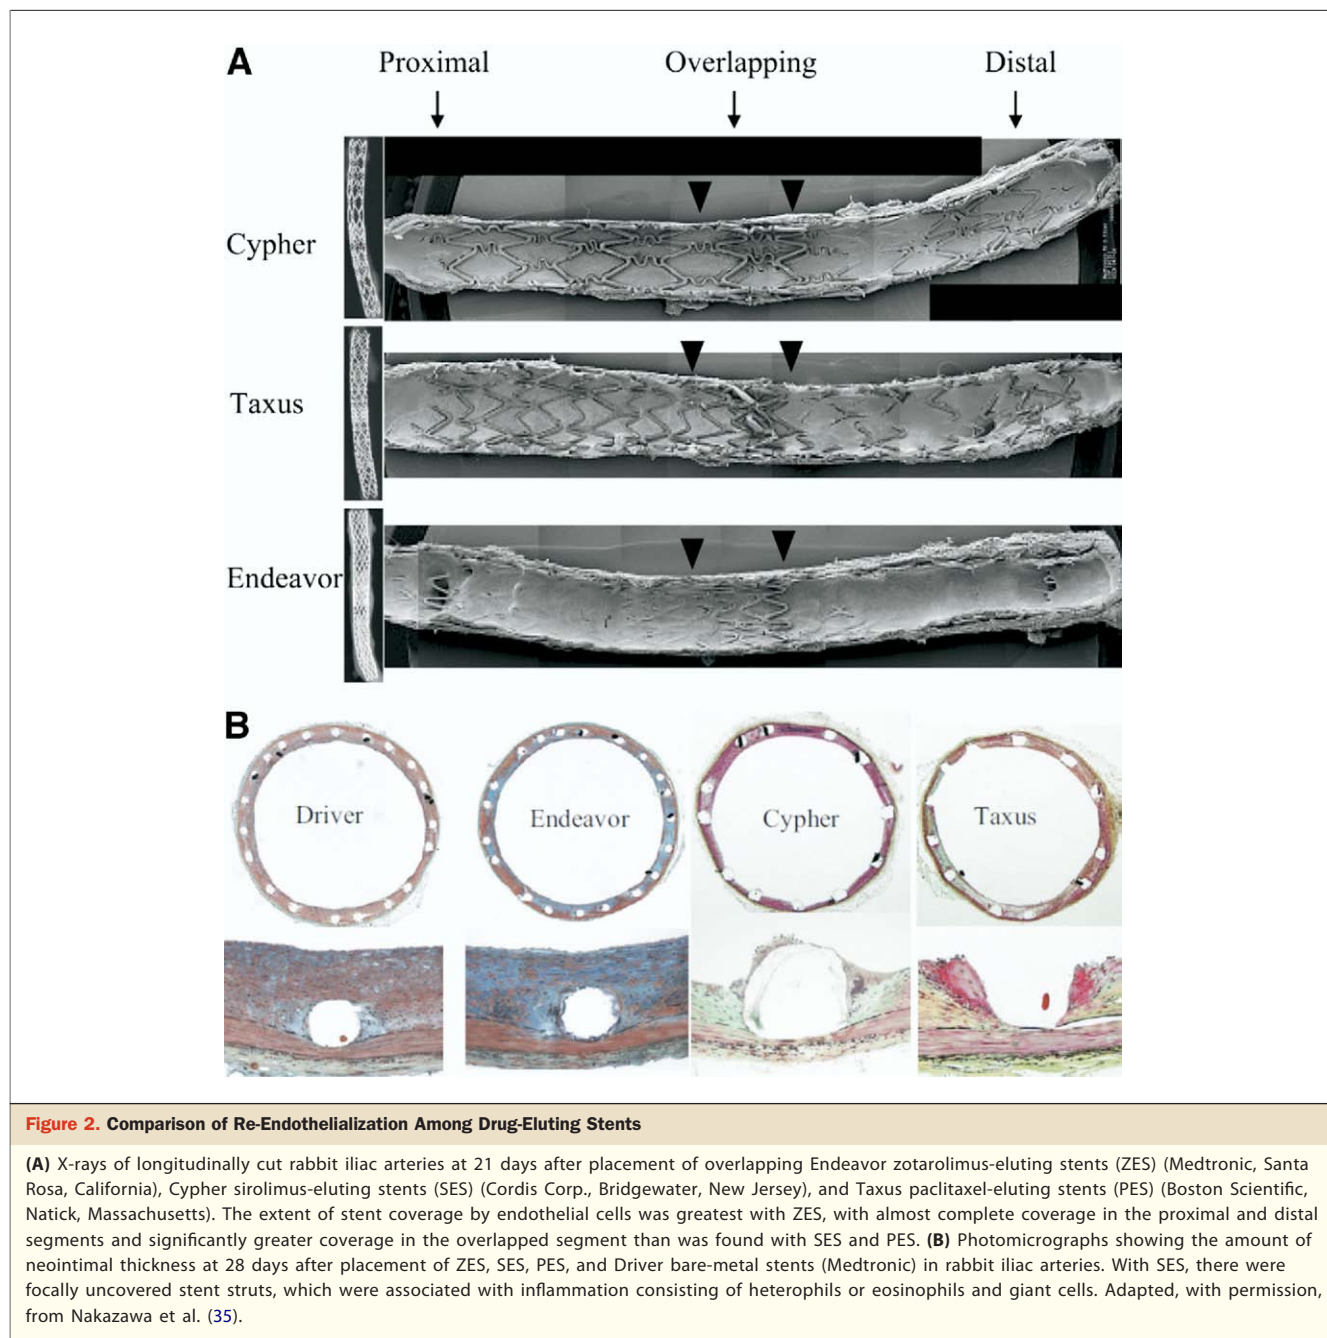 A
Proximal
Overlapping
Distal
Cypher
Taxus
Endeavor
B
Driver
Endeavor
Cypher
Taxus
Figure 2. Comparison of Re-Endothelialization Among Drug-Eluting Stents
(A) X-rays of longitudinally cut rabbit iliac arteries at 21 days after placement of overlapping Endeavor zotarolimus-eluting stents (ZES) (Medtronic, Santa
Rosa, California), Cypher sirolimus-eluting stents (SES) (Cordis Corp., Bridgewater, New Jersey), and Taxus paclitaxel-eluting stents (PES) (Boston Scientific,
Natick, Massachusetts). The extent of stent coverage by endothelial cells was greatest with ZES, with almost complete coverage in the proximal and distal
segments and significantly greater coverage in the overlapped segment than was found with SES and PES. (B) Photomicrographs showing the amount of
neointimal thickness at 28 days after placement of ZES, SES, PES, and Driver bare-metal stents (Medtronic) in rabbit iliac arteries. With SES, there were
focally uncovered stent struts, which were associated with inflammation consisting of heterophils or eosinophils and giant cells. Adapted, with permission,
from Nakazawa et al. (35).